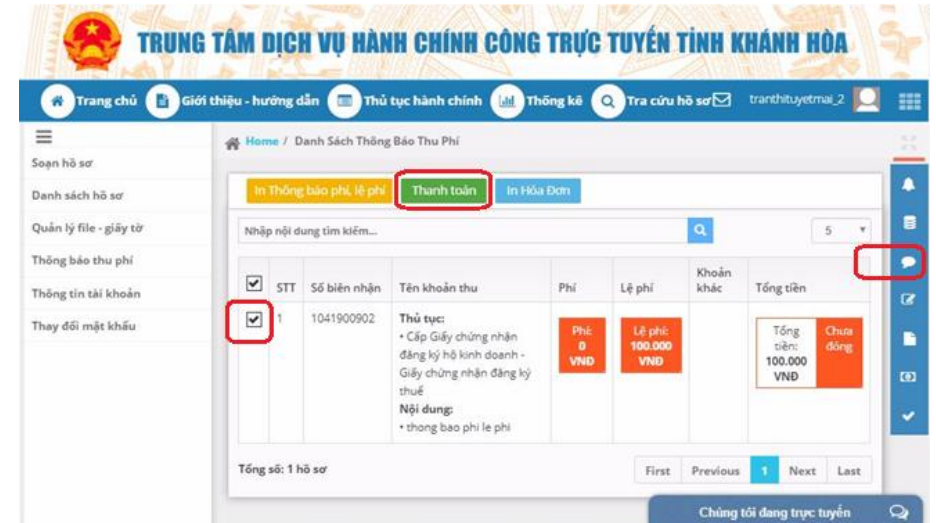 TRUNG TÂM DỊCH VỤ HÀNH CHÍNH CÔNG TRỰC TUYẾN TỈNH KHÁNH HÒA
Trang chủ Giới thiệu - hướng dẫn Thủ tục hành chính Thống kê Tra cứu hồ sơ tranthituyetmai_2
Home / Danh Sách Thông Báo Thu Phí
Soạn hồ sơ
Danh sách hồ sơ
Quản lý file - giấy tờ
Thông báo thu phí
Thông tin tài khoản
Thay đổi mật khẩu
In Thông báo phí, lệ phí Thanh toán In Hóa Đơn
Nhập nội dung tìm kiếm...
5
STT Số biên nhận Tên khoản thu Phí Lệ phí Khoản khác Tổng tiền
1 1041900902
Thủ tục:
• Cấp Giấy chứng nhận
đăng ký hộ kinh doanh -
Giấy chứng nhận đăng ký
thuế
Nội dung:
• thong bao phi le phi
Phí:
0
VNĐ
Lệ phí:
100.000
VNĐ
Tổng
tiền:
100.000
VNĐ
Chưa
đóng
Tổng số: 1 hồ sơ
First Previous 1 Next Last
Chúng tôi đang trực tuyến